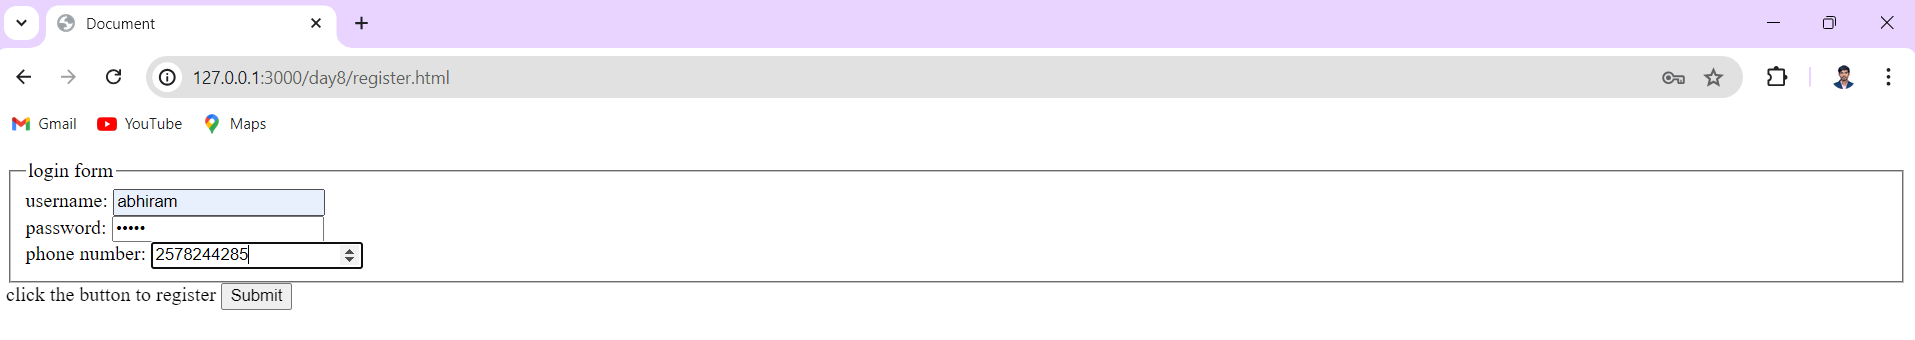 Document
127.0.0.1:3000/day8/register.html
Gmail YouTube Maps
login form
username: abhiram
password: •••••
phone number: 2578244285
click the button to register Submit